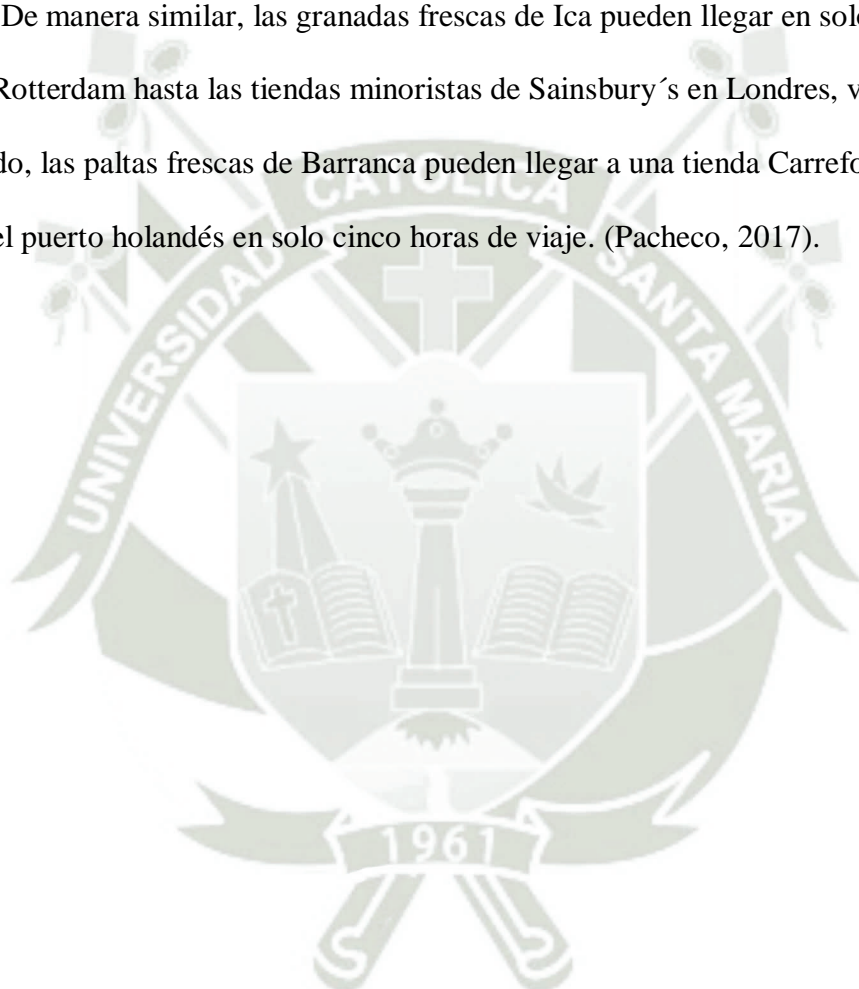 De manera similar, las granadas frescas de Ica pueden llegar en solo
Rotterdam hasta las tiendas minoristas de Sainsbury´s en Londres, v
do, las paltas frescas de Barranca pueden llegar a una tienda Carrefo
el puerto holandés en solo cinco horas de viaje. (Pacheco, 2017).
UNIVERSIDAD CATOLICA SANTA MARIA
1961